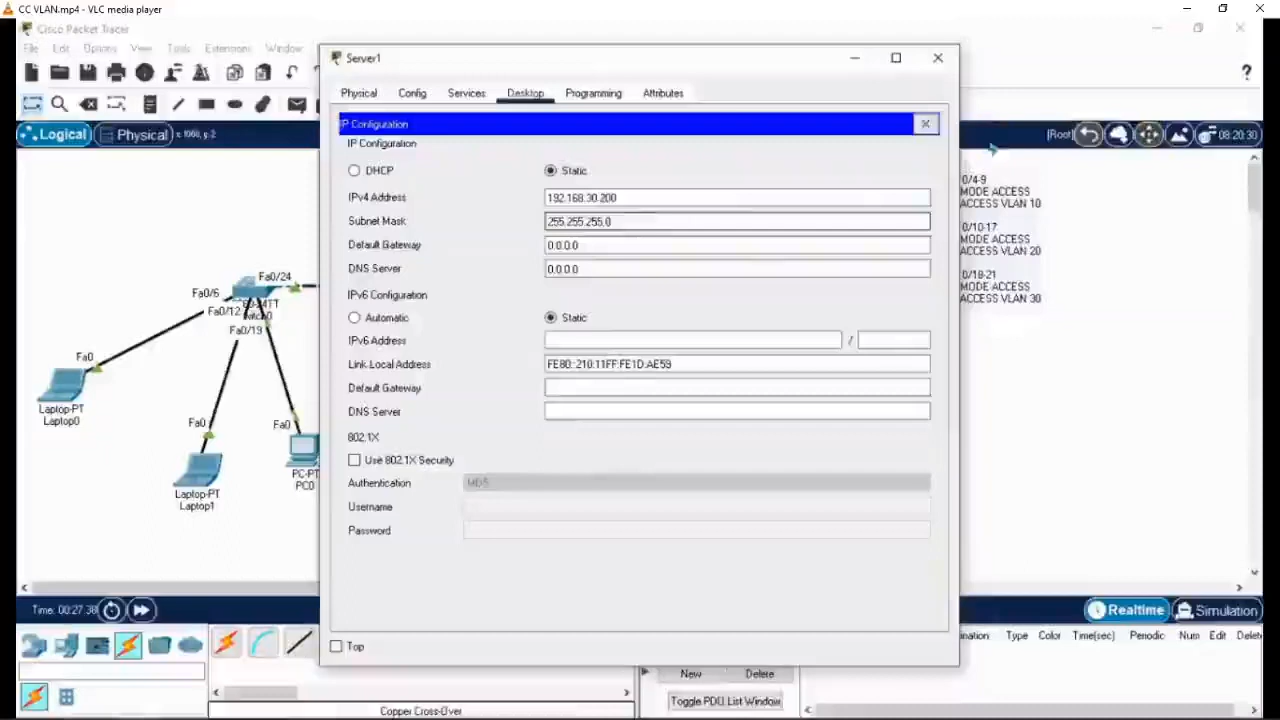 CC VLAN.mp4 - VLC media player
Cisco Packet Tracer
File Edit Options View Tools Extensions Window
Server1
Physical Config Services Desktop Programming Attributes
Logical Physical x: 1068, y: 2
[Root] 08:20:30
IP Configuration
IP Configuration
DHCP Static
IPv4 Address 192.168.30.200
Subnet Mask 255.255.255.0
Default Gateway 0.0.0.0
DNS Server 0.0.0.0
IPv6 Configuration
Automatic Static
IPv6 Address /
Link Local Address FE80::210:11FF:FE1D:AE59
Default Gateway
DNS Server
802.1X
Use 802.1X Security
Authentication MD5
Username
Password
Top
0/4-9
MODE ACCESS
ACCESS VLAN 10
0/10-17
MODE ACCESS
ACCESS VLAN 20
0/18-21
MODE ACCESS
ACCESS VLAN 30
Fa0/24
Fa0/6
Fa0/12
Fa0/19
Fa0
Laptop-PT
Laptop0
Fa0
Laptop-PT
Laptop1
Fa0
PC-PT
PC0
Time: 00:27:38
Realtime Simulation
Type Color Time(sec) Periodic Num Edit Delet
New Delete
Toggle PDU List Window
Copper Cross-Over